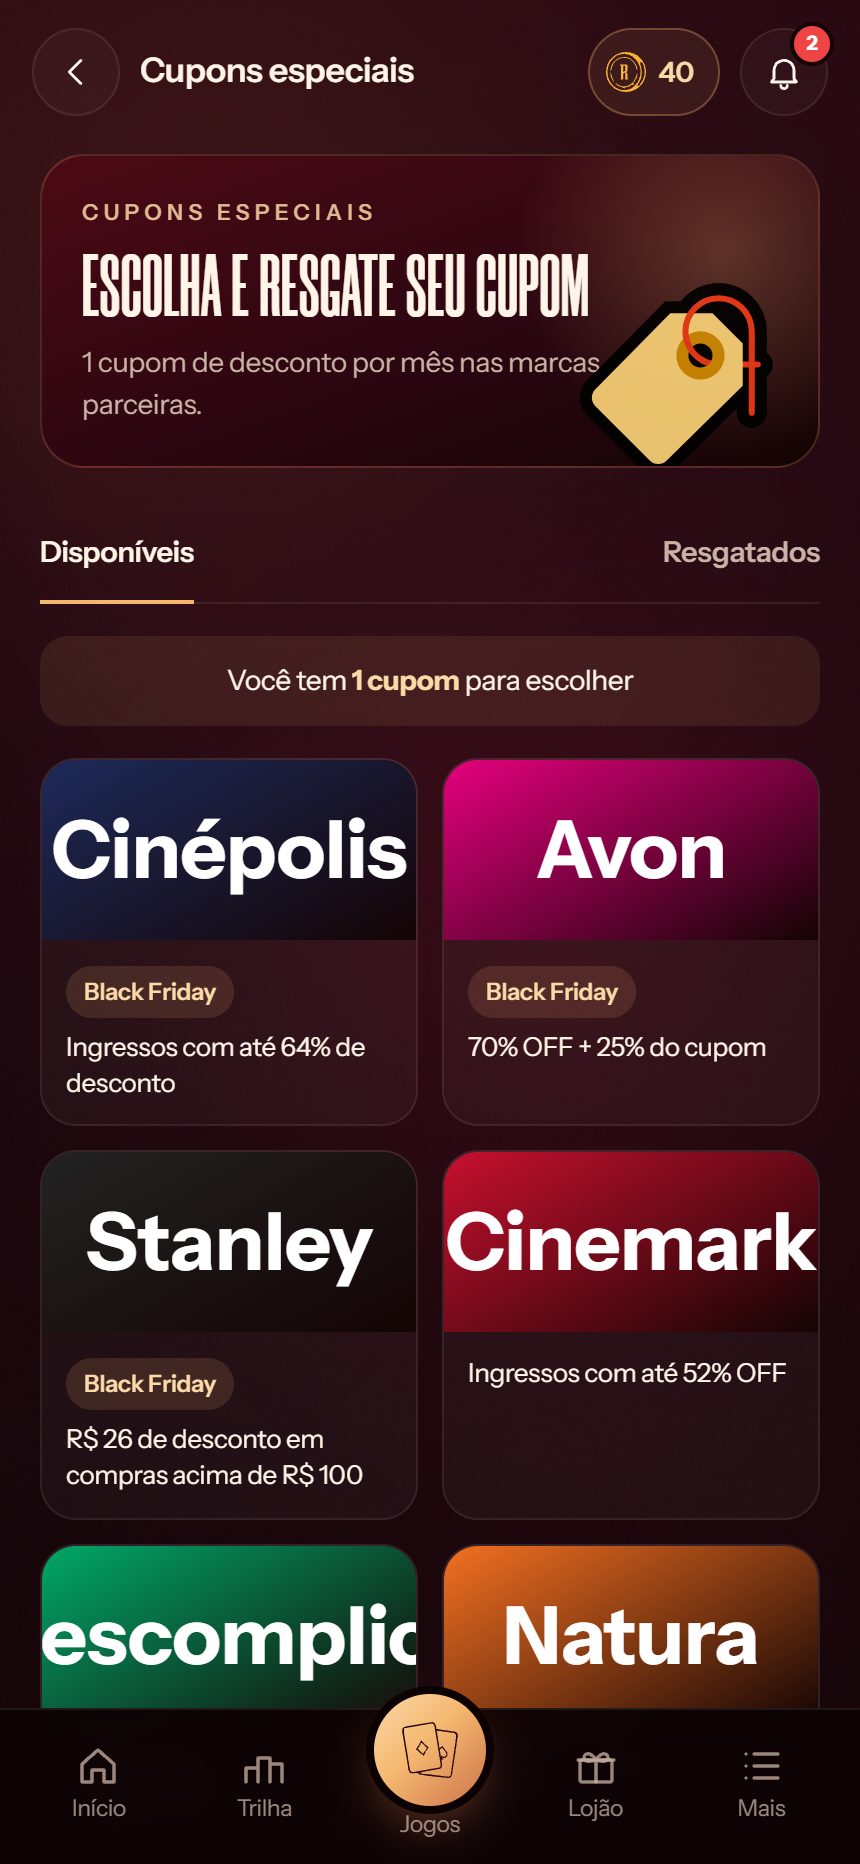 Cupons especiais
40
2
CUPONS ESPECIAIS
ESCOLHA E RESGATE SEU CUPOM
1 cupom de desconto por mês nas marcas
parceiras.
Disponíveis
Resgatados
Você tem 1 cupom para escolher
Cinépolis
Black Friday
Ingressos com até 64% de
desconto
Avon
Black Friday
70% OFF + 25% do cupom
Stanley
Black Friday
R$ 26 de desconto em
compras acima de R$ 100
Cinemark
Ingressos com até 52% OFF
escomplic
Natura
Início
Trilha
Jogos
Lojão
Mais